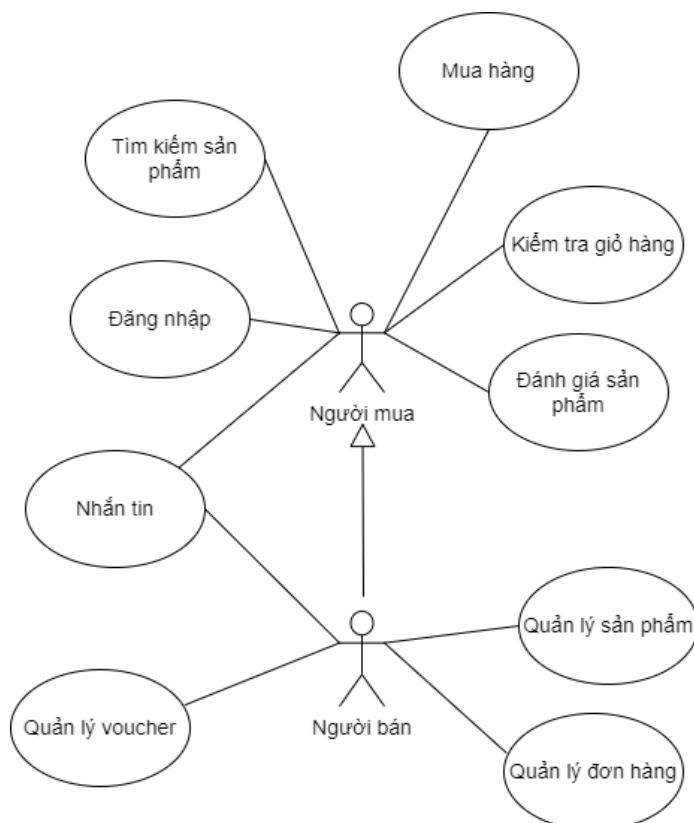 Mua hàng
Tìm kiếm sản
phẩm
Kiểm tra giỏ hàng
Đăng nhập
Đánh giá sản
phẩm
Người mua
Nhắn tin
Quản lý sản phẩm
Quản lý voucher
Người bán
Quản lý đơn hàng